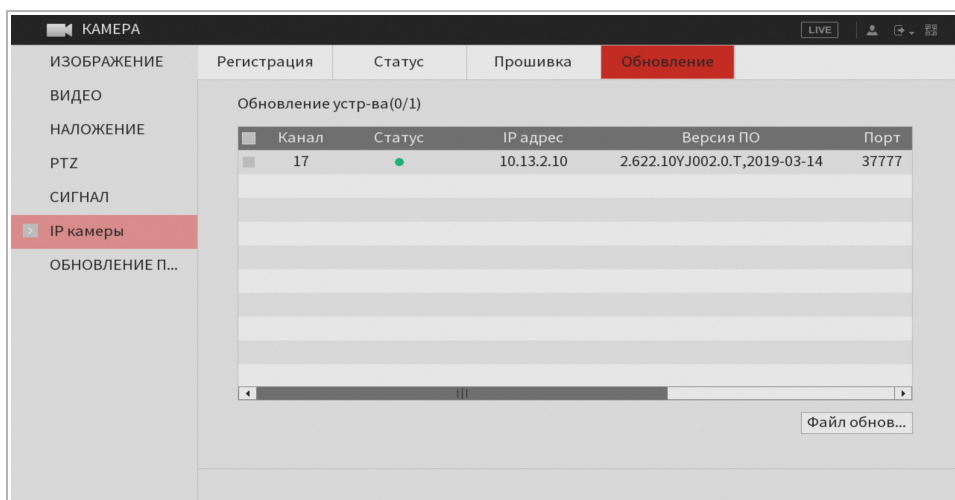 КАМЕРА
LIVE
ИЗОБРАЖЕНИЕ
ВИДЕО
НАЛОЖЕНИЕ
PTZ
СИГНАЛ
IP камеры
ОБНОВЛЕНИЕ П...
Регистрация Статус Прошивка Обновление
Обновление устр-ва(0/1)
Канал Статус IP адрес Версия ПО Порт
17 10.13.2.10 2.622.10YJ002.0.T,2019-03-14 37777
Файл обнов...